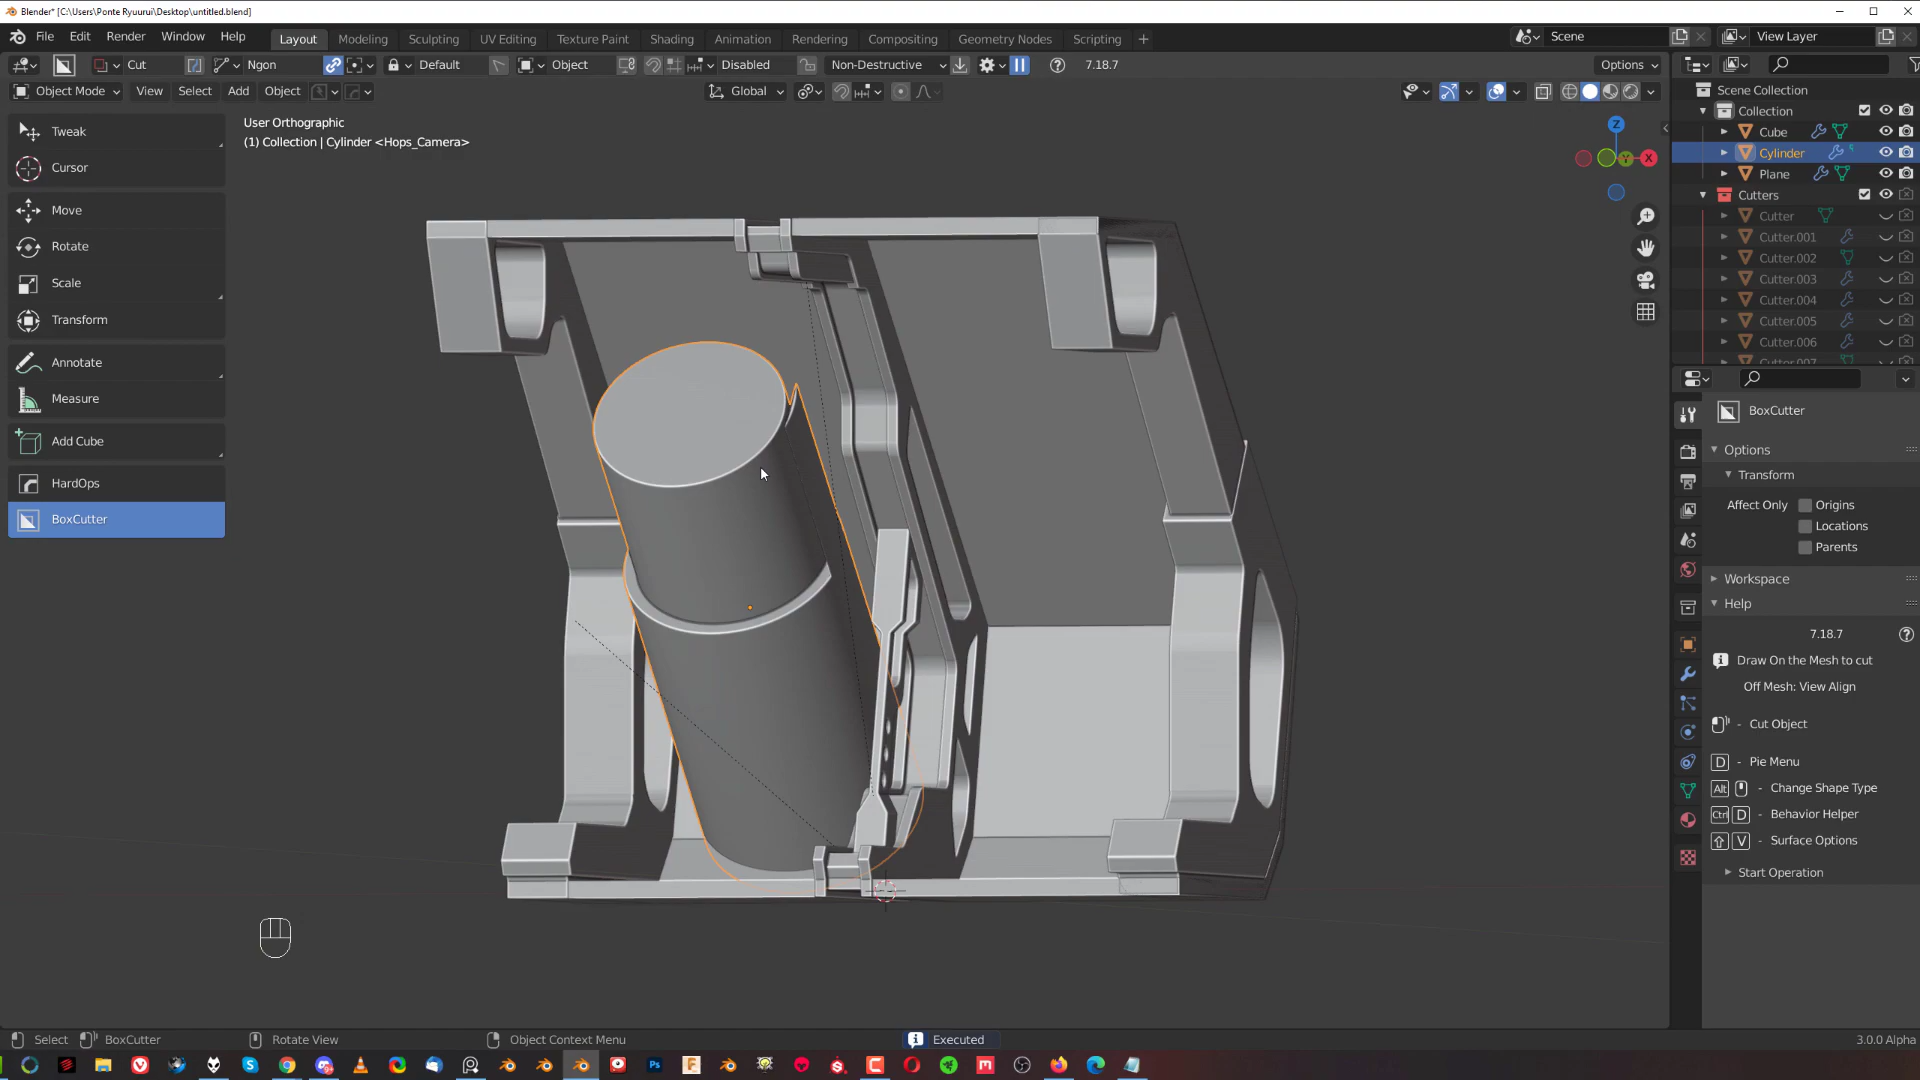 Blender* [C:\Users\Ponte Ryuurui\Desktop\untitled.blend]
File Edit Render Window Help Layout Modeling Sculpting UV Editing Texture Paint Shading Animation Rendering Compositing Geometry Nodes Scripting + Scene View Layer
Cut Ngon Default Object Disabled Non-Destructive 7.18.7 Options
Object Mode View Select Add Object Global
User Orthographic
(1) Collection | Cylinder <Hops_Camera>
Tweak
Cursor
Move
Rotate
Scale
Transform
Annotate
Measure
Add Cube
HardOps
BoxCutter
Z
Y
X
Scene Collection
Collection
Cube
Cylinder
Plane
Cutters
Cutter
Cutter.001
Cutter.002
Cutter.003
Cutter.004
Cutter.005
Cutter.006
Cutter.007
BoxCutter
Options
Transform
Affect Only Origins
Locations
Parents
Workspace
Help
7.18.7
Draw On the Mesh to cut
Off Mesh: View Align
- Cut Object
D - Pie Menu
Alt - Change Shape Type
Ctrl D - Behavior Helper
V - Surface Options
Start Operation
Select BoxCutter Rotate View Object Context Menu Executed 3.0.0 Alpha